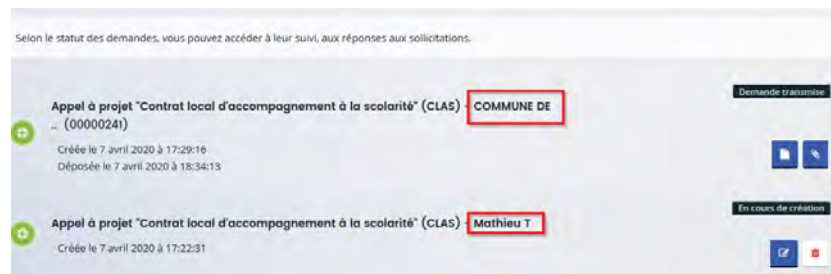 Selon le statut des demandes, vous pouvez accéder à leur suivi, aux réponses aux sollicitations.
Demande transmise
Appel à projet "Contrat local d'accompagnement à la scolarité" (CLAS) - COMMUNE DE
.. (00000241)
Créée le 7 avril 2020 à 17:29:16
Déposée le 7 avril 2020 à 18:34:13
En cours de création
Appel à projet "Contrat local d'accompagnement à la scolarité" (CLAS) - Mathieu T
Créée le 7 avril 2020 à 17:22:31